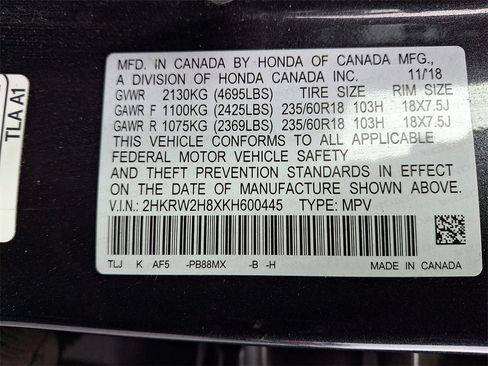 MFD. IN CANADA BY HONDA OF CANADA MFG.,
A DIVISION OF HONDA CANADA INC. 11/18
GVWR 2130KG (4695LBS) TIRE SIZE RIM SIZE
GAWR F 1100KG (2425LBS) 235/60R18 103H 18X7.5J
GAWR R 1075KG (2369LBS) 235/60R18 103H 18X7.5J
THIS VEHICLE CONFORMS TO ALL APPLICABLE
FEDERAL MOTOR VEHICLE SAFETY
AND THEFT PREVENTION STANDARDS IN EFFECT
ON THE DATE OF MANUFACTURE SHOWN ABOVE.
V.I.N.: 2HKRW2H8XKH600445 TYPE: MPV
TLJ K AF5 -PB88MX -B -H MADE IN CANADA
TLA A1